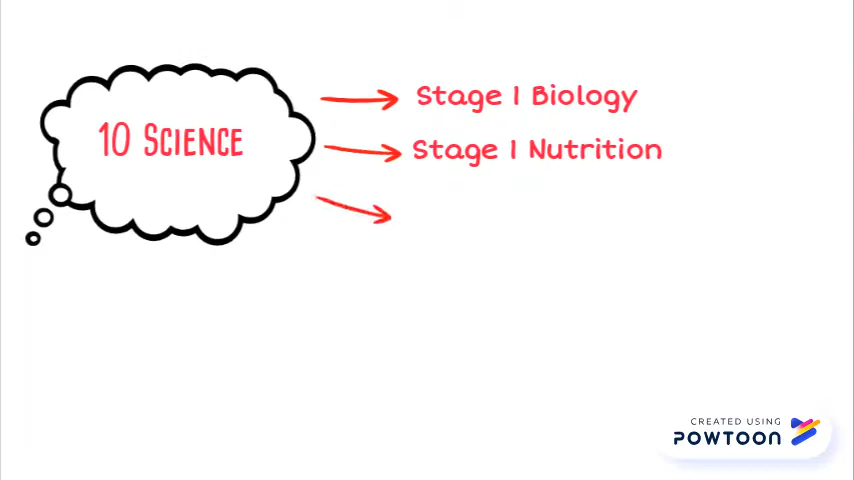 10 SCIENCE
Stage 1 Biology
Stage 1 Nutrition
CREATED USING
POWTOON